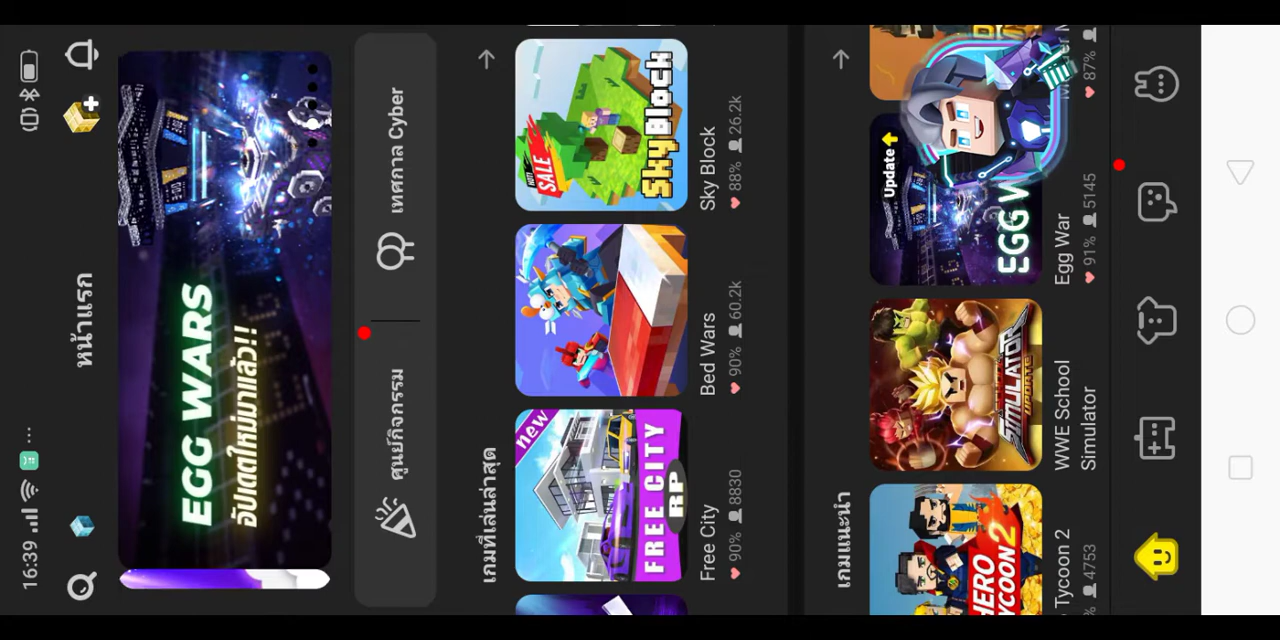 16:39
หน้าแรก
EGG WARS
อัปเดตใหม่มาแล้ว!!
ศูนย์กิจกรรม
เทศกาล Cyber
เกมที่เล่นล่าสุด
new
FREE CITY
RP
HOT!
SALE
SkyBlock
Free City
Bed Wars
Sky Block
90% 8830
90% 60.2k
88% 26.2k
เกมแนะนำ
HERO
TYCOON 2
SIMULATOR
UPDATE
Update
EGG W
Tycoon 2
WWE School
Simulator
Egg War
% 4753
91% 5145
87%